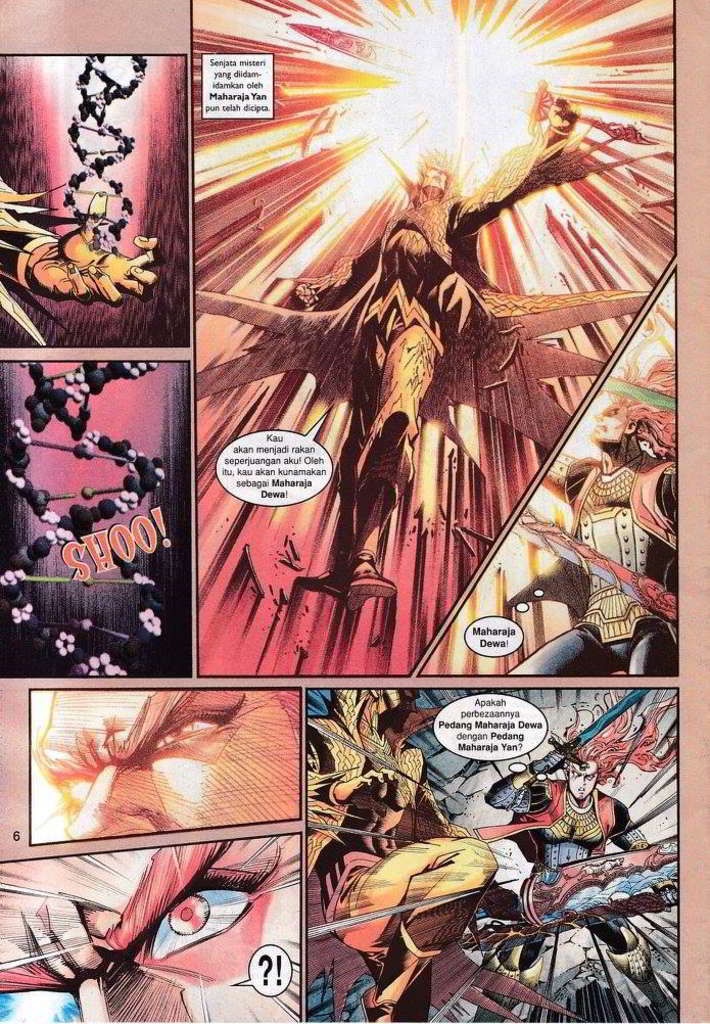 Senjata misteri
yang diidam-
idamkan oleh
Maharaja Yan
pun telah dicipta.
Kau
akan menjadi rakan
seperjuangan aku! Oleh
itu, kau akan kunamakan
sebagai Maharaja
Dewa!
SHOO!
Maharaja
Dewa!
Apakah
perbezaannya
Pedang Maharaja Dewa
dengan Pedang
Maharaja Yan?
6
?!